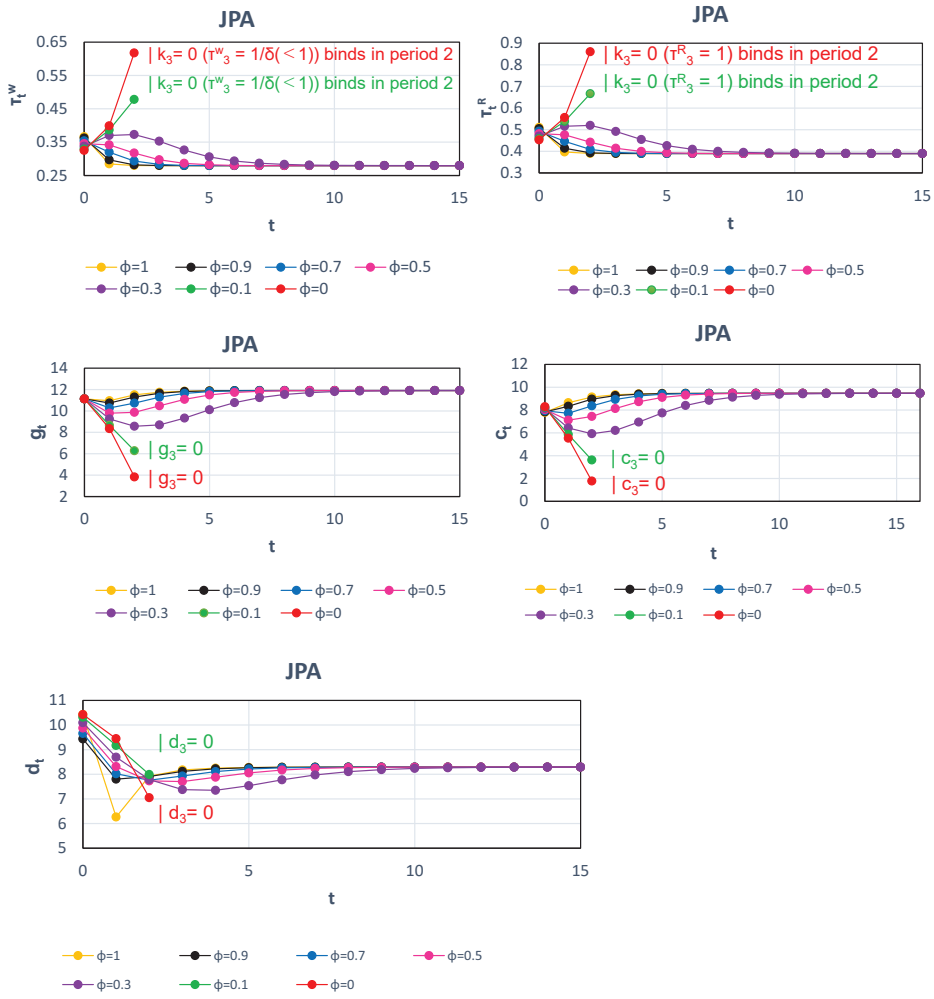 JPA
0.65
0.55
0.45
0.35
0.25
τₜᵂ
| k₃= 0 (τʷ₃ = 1/δ(<1)) binds in period 2
| k₃= 0 (τʷ₃ = 1/δ(<1)) binds in period 2
0 5 10 15
t
ϕ=1 ϕ=0.9 ϕ=0.7 ϕ=0.5
ϕ=0.3 ϕ=0.1 ϕ=0
JPA
0.9
0.8
0.7
0.6
0.5
0.4
0.3
τₜᴿ
| k₃= 0 (τᴿ₃ = 1) binds in period 2
| k₃= 0 (τᴿ₃ = 1) binds in period 2
0 5 10 15
t
ϕ=1 ϕ=0.9 ϕ=0.7 ϕ=0.5
ϕ=0.3 ϕ=0.1 ϕ=0
JPA
14
12
10
8
6
4
2
gₜ
| g₃= 0
| g₃= 0
0 5 10 15
t
ϕ=1 ϕ=0.9 ϕ=0.7 ϕ=0.5
ϕ=0.3 ϕ=0.1 ϕ=0
JPA
12
10
8
6
4
2
0
cₜ
| c₃= 0
| c₃= 0
0 5 10 15
t
ϕ=1 ϕ=0.9 ϕ=0.7 ϕ=0.5
ϕ=0.3 ϕ=0.1 ϕ=0
JPA
11
10
9
8
7
6
5
dₜ
| d₃= 0
| d₃= 0
0 5 10 15
t
ϕ=1 ϕ=0.9 ϕ=0.7 ϕ=0.5
ϕ=0.3 ϕ=0.1 ϕ=0